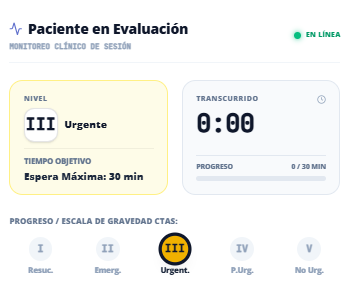 Paciente en Evaluación
MONITOREO CLÍNICO DE SESIÓN
EN LÍNEA
NIVEL
III Urgente
TIEMPO OBJETIVO
Espera Máxima: 30 min
TRANSCURRIDO
0:00
PROGRESO 0 / 30 MIN
PROGRESO / ESCALA DE GRAVEDAD CTAS:
I II III IV V
Resuc. Emerg. Urgent. P.Urg. No Urg.